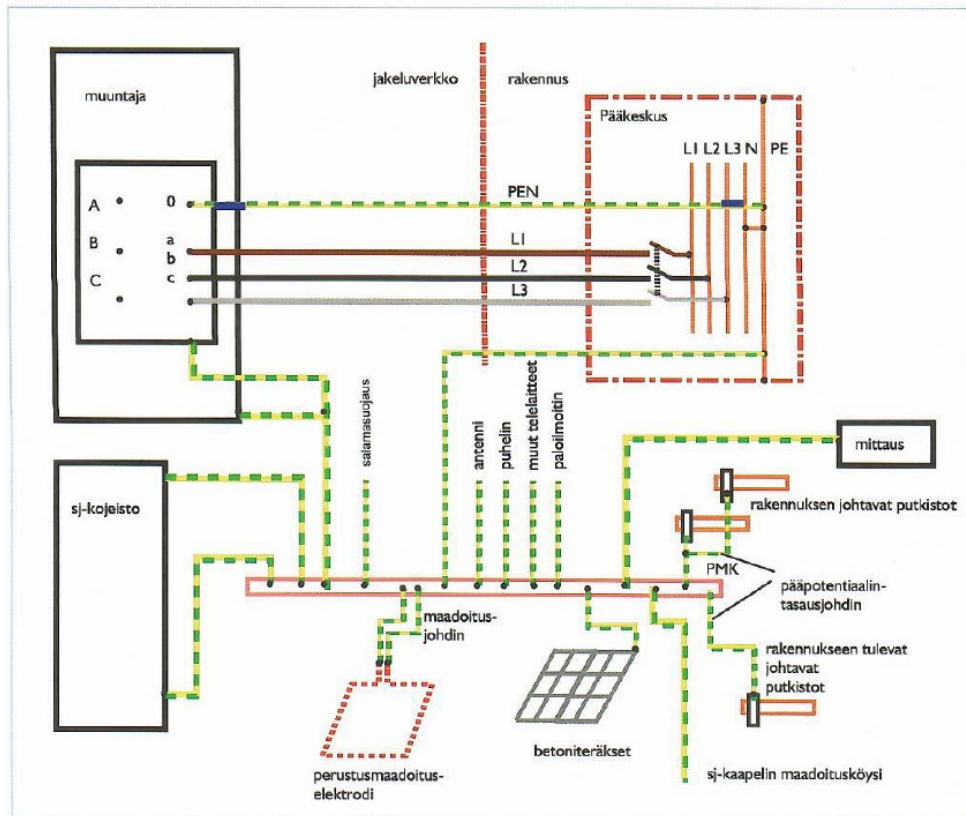 muuntaja
jakeluverkko
rakennus
Pääkeskus
L1 L2 L3 N PE
A
0
PEN
B
a
b
L1
C
c
L2
L3
salamasuojaus
antenni
puhelin
muut telelaitteet
paloilmoitin
mittaus
sj-kojeisto
rakennuksen johtavat putkistot
PMK
pääpotentiaalin-
tasausjohdin
maadoitus-
johdin
rakennukseen tulevat
johtavat
putkistot
perustusmaadoitus-
elektrodi
betoniteräkset
sj-kaapelin maadoitusköysi